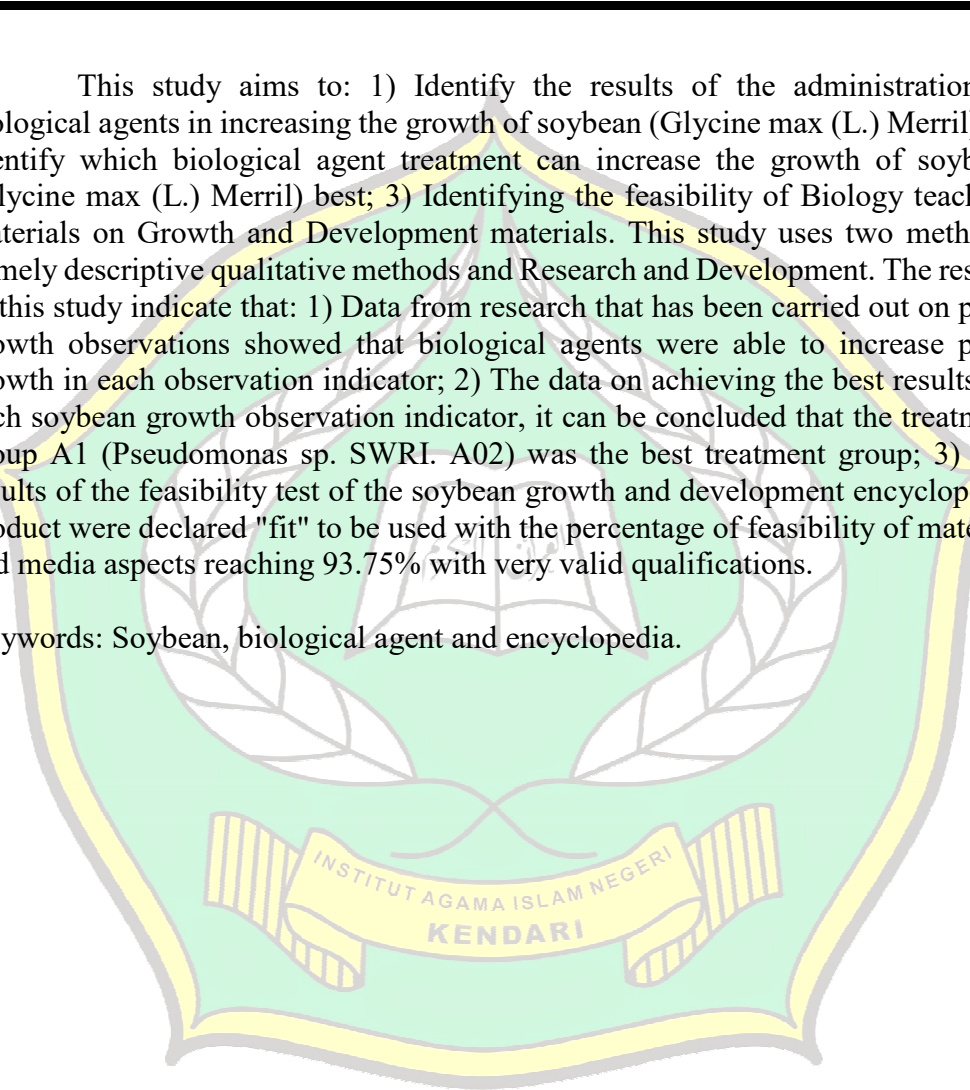 This study aims to: 1) Identify the results of the administration
ological agents in increasing the growth of soybean (Glycine max (L.) Merril)
entify which biological agent treatment can increase the growth of soyb
lycine max (L.) Merril) best; 3) Identifying the feasibility of Biology teach
aterials on Growth and Development materials. This study uses two meth
mely descriptive qualitative methods and Research and Development. The res
this study indicate that: 1) Data from research that has been carried out on p
owth observations showed that biological agents were able to increase p
owth in each observation indicator; 2) The data on achieving the best results
ch soybean growth observation indicator, it can be concluded that the treatm
oup A1 (Pseudomonas sp. SWRI. A02) was the best treatment group; 3)
ults of the feasibility test of the soybean growth and development encyclop
oduct were declared "fit" to be used with the percentage of feasibility of mate
d media aspects reaching 93.75% with very valid qualifications.
ywords: Soybean, biological agent and encyclopedia.
INSTITUT AGAMA ISLAM NEGERI
KENDARI